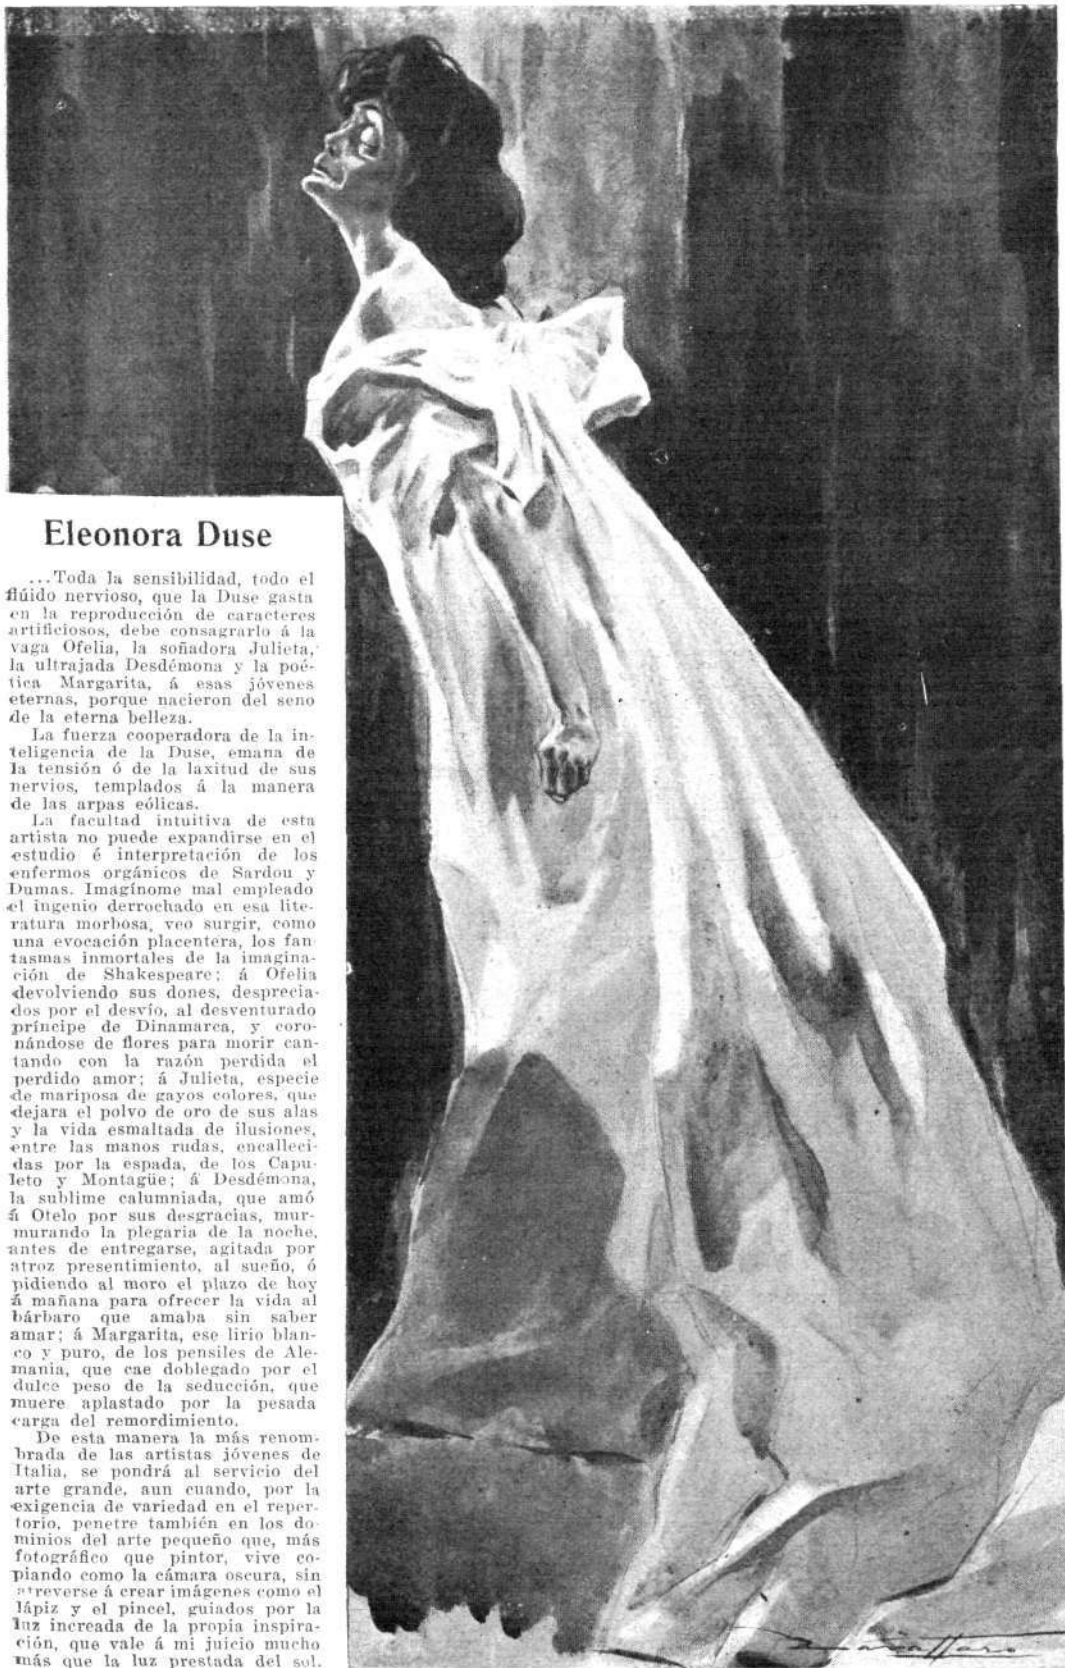 Eleonora Duse
...Toda la sensibilidad, todo el
flúido nervioso, que la Duse gasta
en la reproducción de caracteres
artificiosos, debe consagrarlo á la
vaga Ofelia, la soñadora Julieta,
la ultrajada Desdémona y la poé-
tica Margarita, á esas jóvenes
eternas, porque nacieron del seno
de la eterna belleza.
La fuerza cooperadora de la in-
teligencia de la Duse, emana de
la tensión ó de la laxitud de sus
nervios, templados á la manera
de las arpas eólicas.
La facultad intuitiva de esta
artista no puede expandirse en el
estudio é interpretación de los
enfermos orgánicos de Sardou y
Dumas. Imagínome mal empleado
el ingenio derrochado en esa lite-
ratura morbosa, veo surgir, como
una evocación placentera, los fan-
tasmas inmortales de la imagina-
ción de Shakespeare; á Ofelia
devolviendo sus dones, desprecia-
dos por el desvío, al desventurado
príncipe de Dinamarca, y coro-
nándose de flores para morir can-
tando con la razón perdida el
perdido amor; á Julieta, especie
de mariposa de gayos colores, que
dejara el polvo de oro de sus alas
y la vida esmaltada de ilusiones,
entre las manos rudas, encalleci-
das por la espada, de los Capu-
leto y Montagüe; á Desdémona,
la sublime calumniada, que amó
á Otelo por sus desgracias, mur-
murando la plegaria de la noche,
antes de entregarse, agitada por
atroz presentimiento, al sueño, ó
pidiendo al moro el plazo de hoy
á mañana para ofrecer la vida al
bárbaro que amaba sin saber
amar; á Margarita, ese lirio blan-
co y puro, de los pensiles de Ale-
mania, que cae doblegado por el
dulce peso de la seducción, que
muere aplastado por la pesada
carga del remordimiento.
De esta manera la más renom-
brada de las artistas jóvenes de
Italia, se pondrá al servicio del
arte grande, aun cuando, por la
exigencia de variedad en el reper-
torio, penetre también en los do-
minios del arte pequeño que, más
fotográfico que pintor, vive co-
piando como la cámara oscura, sin
atreverse á crear imágenes como el
lápiz y el pincel, guiados por la
luz increada de la propia inspira-
ción, que vale á mi juicio mucho
más que la luz prestada del sol.